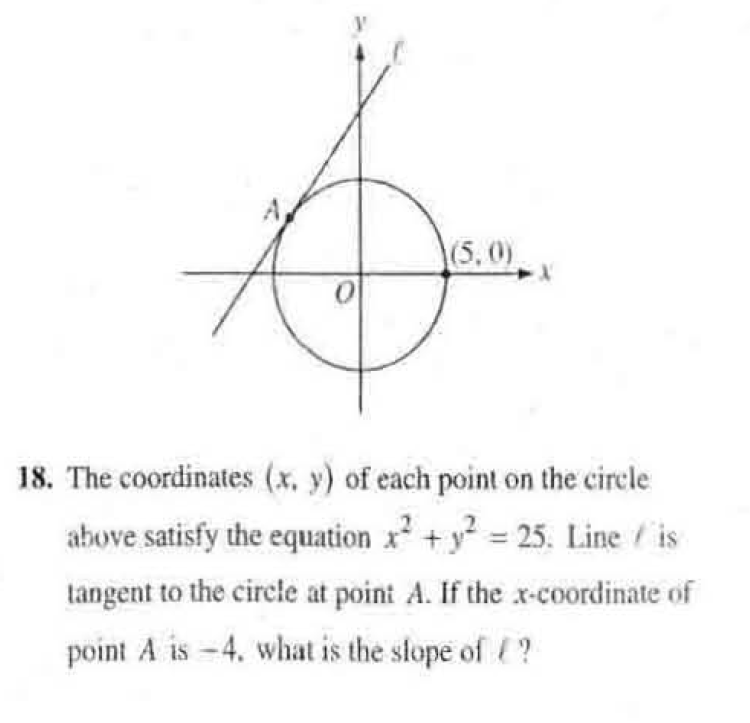 y
ℓ
A
(5, 0)
x
O
18. The coordinates (x, y) of each point on the circle
above satisfy the equation x² + y² = 25. Line ℓ is
tangent to the circle at point A. If the x-coordinate of
point A is −4, what is the slope of ℓ ?